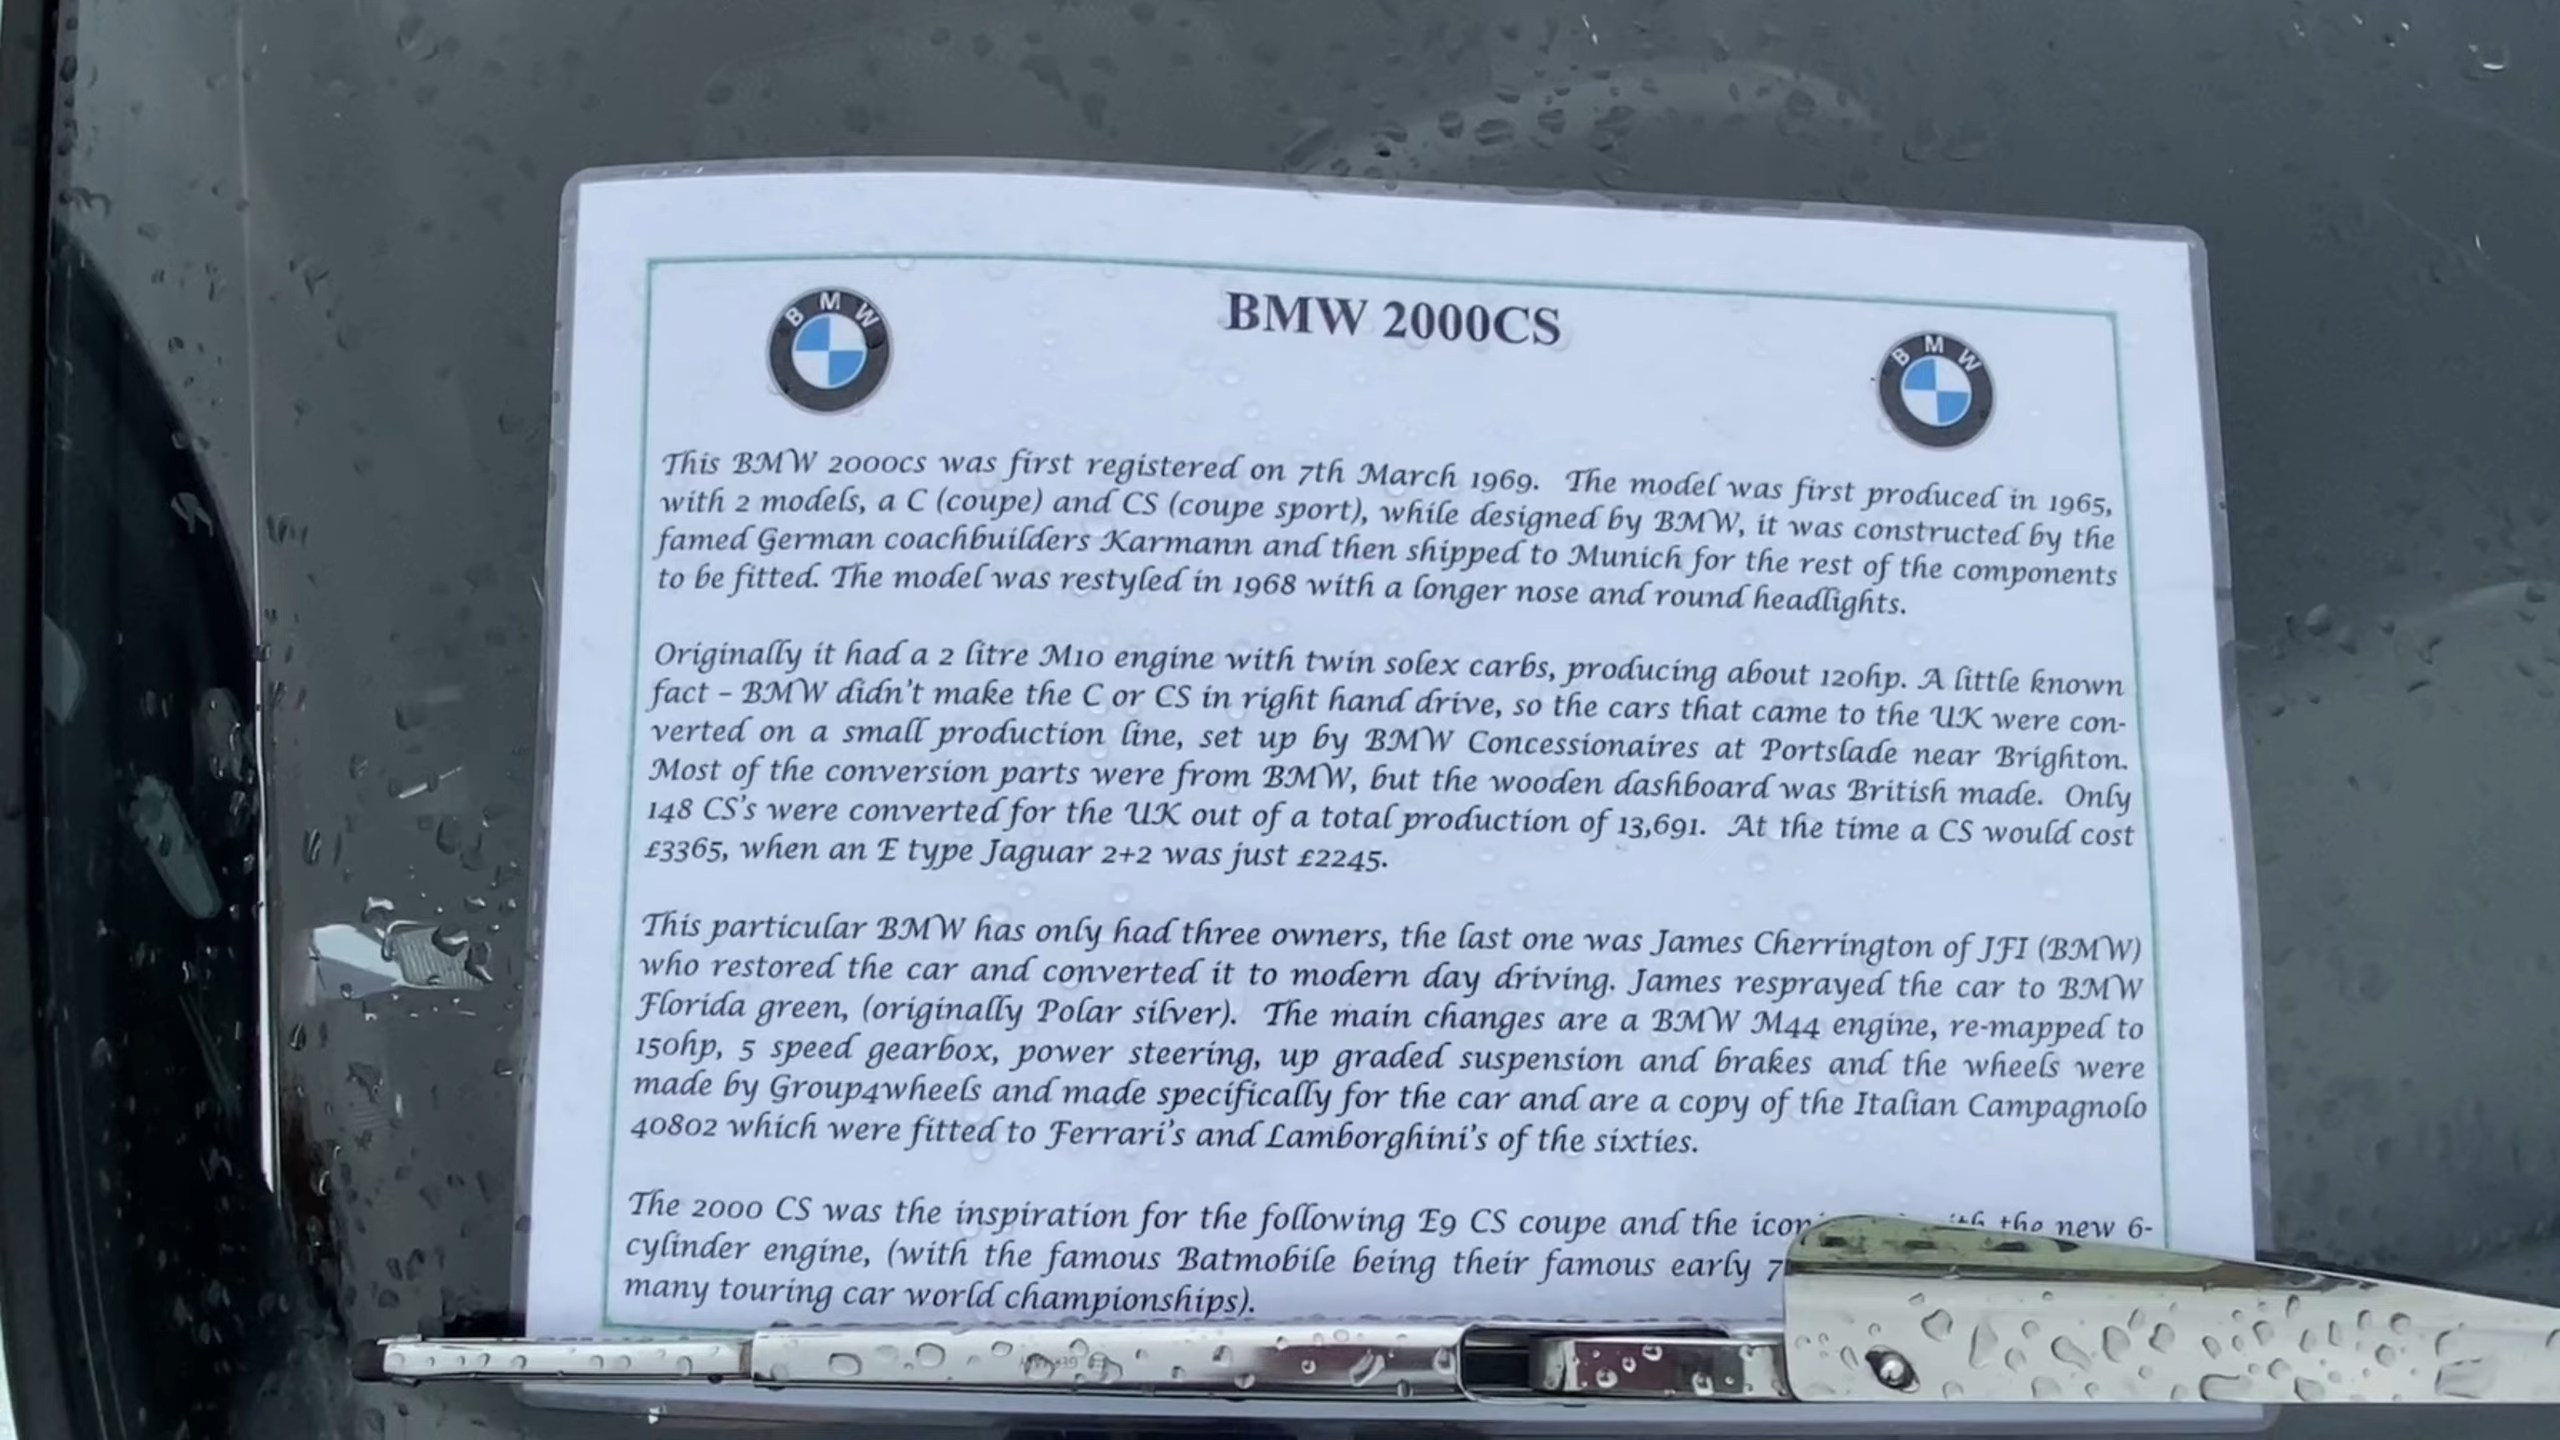 BMW 2000CS
B M W
B M W
This BMW 2000cs was first registered on 7th March 1969. The model was first produced in 1965,
with 2 models, a C (coupe) and CS (coupe sport), while designed by BMW, it was constructed by the
famed German coachbuilders Karmann and then shipped to Munich for the rest of the components
to be fitted. The model was restyled in 1968 with a longer nose and round headlights.
Originally it had a 2 litre M10 engine with twin solex carbs, producing about 120hp. A little known
fact – BMW didn't make the C or CS in right hand drive, so the cars that came to the UK were con-
verted on a small production line, set up by BMW Concessionaires at Portslade near Brighton.
Most of the conversion parts were from BMW, but the wooden dashboard was British made. Only
148 CS's were converted for the UK out of a total production of 13,691. At the time a CS would cost
£3365, when an E type Jaguar 2+2 was just £2245.
This particular BMW has only had three owners, the last one was James Cherrington of JFI (BMW)
who restored the car and converted it to modern day driving. James resprayed the car to BMW
Florida green, (originally Polar silver). The main changes are a BMW M44 engine, re-mapped to
150hp, 5 speed gearbox, power steering, up graded suspension and brakes and the wheels were
made by Group4wheels and made specifically for the car and are a copy of the Italian Campagnolo
40802 which were fitted to Ferrari's and Lamborghini's of the sixties.
The 2000 CS was the inspiration for the following E9 CS coupe and the the new 6-
cylinder engine, (with the famous Batmobile being their famous early
many touring car world championships).